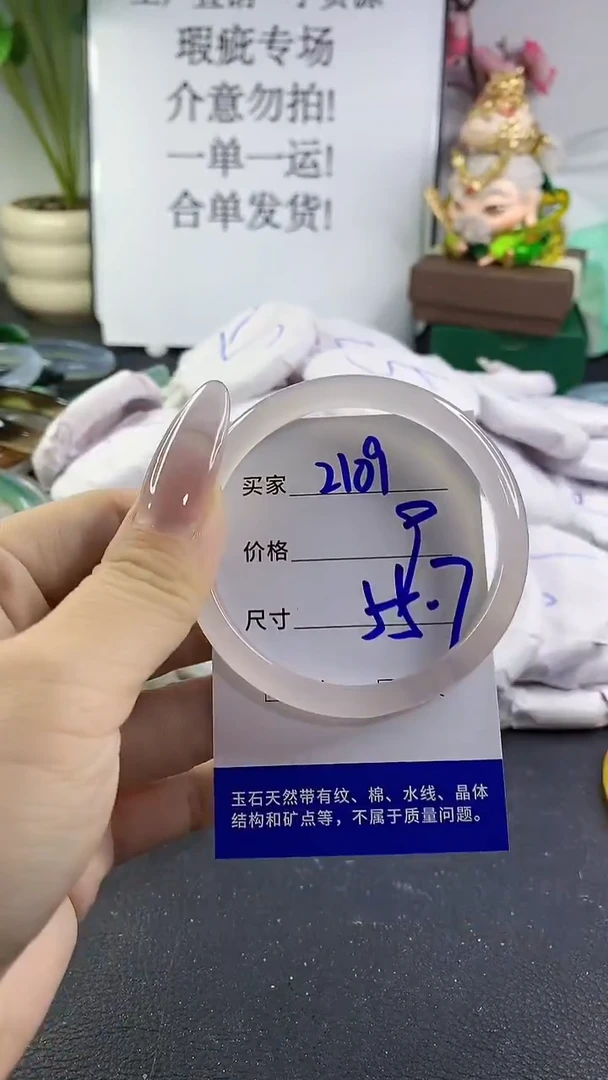 瑕疵专场
介意勿拍!
一单一运!
合单发货!
买家 2109
价格
尺寸 55.7
玉石天然带有纹、棉、水线、晶体
结构和矿点等，不属于质量问题。